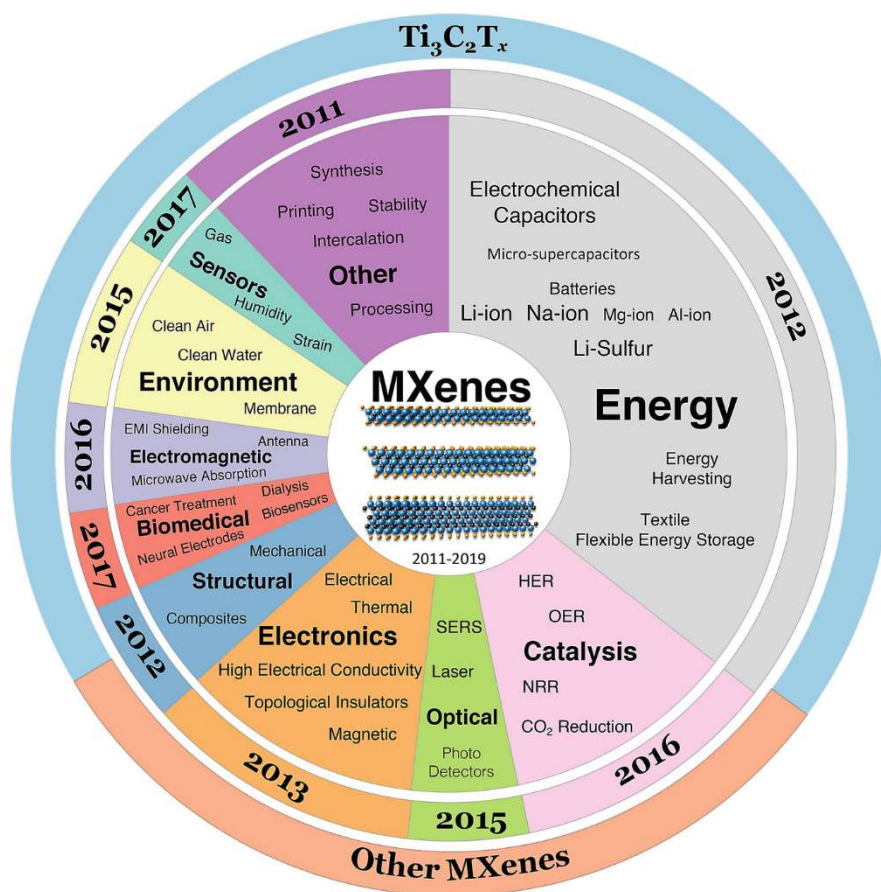 Ti₃C₂Tₓ
2011
Synthesis
Printing Stability
Intercalation
Other
Processing
2012
Electrochemical
Capacitors
Micro-supercapacitors
Batteries
Li-ion Na-ion Mg-ion Al-ion
Li-Sulfur
Energy
Energy
Harvesting
Textile
Flexible Energy Storage
2016
HER
OER
Catalysis
NRR
CO₂ Reduction
2015
SERS
Laser
Optical
Photo
Detectors
2013
Electrical
Thermal
Electronics
High Electrical Conductivity
Topological Insulators
Magnetic
2012
Mechanical
Structural
Composites
2017
Cancer Treatment Dialysis
Biomedical Biosensors
Neural Electrodes
2016
EMI Shielding Antenna
Electromagnetic
Microwave Absorption
2015
Clean Air
Clean Water
Environment
Membrane
2017
Gas
Sensors
Humidity
Strain
MXenes
2011-2019
Other MXenes